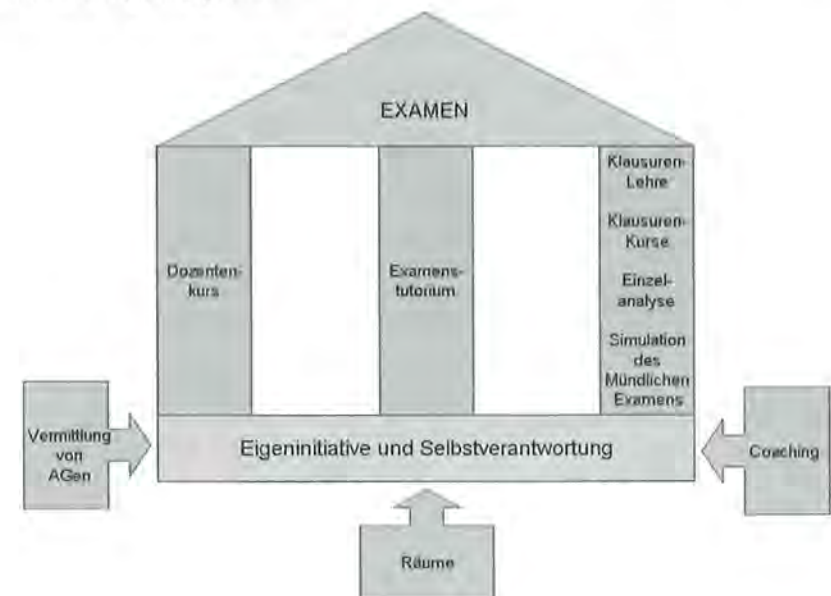 EXAMEN
Dozenten-
kurs
Examens-
tutorium
Klausuren-
Lehre
Klausuren-
Kurse
Einzel-
analyse
Simulation
des
Mündlichen
Examens
Vermittlung
von
AGen
Eigeninitiative und Selbstverantwortung
Coaching
Räume